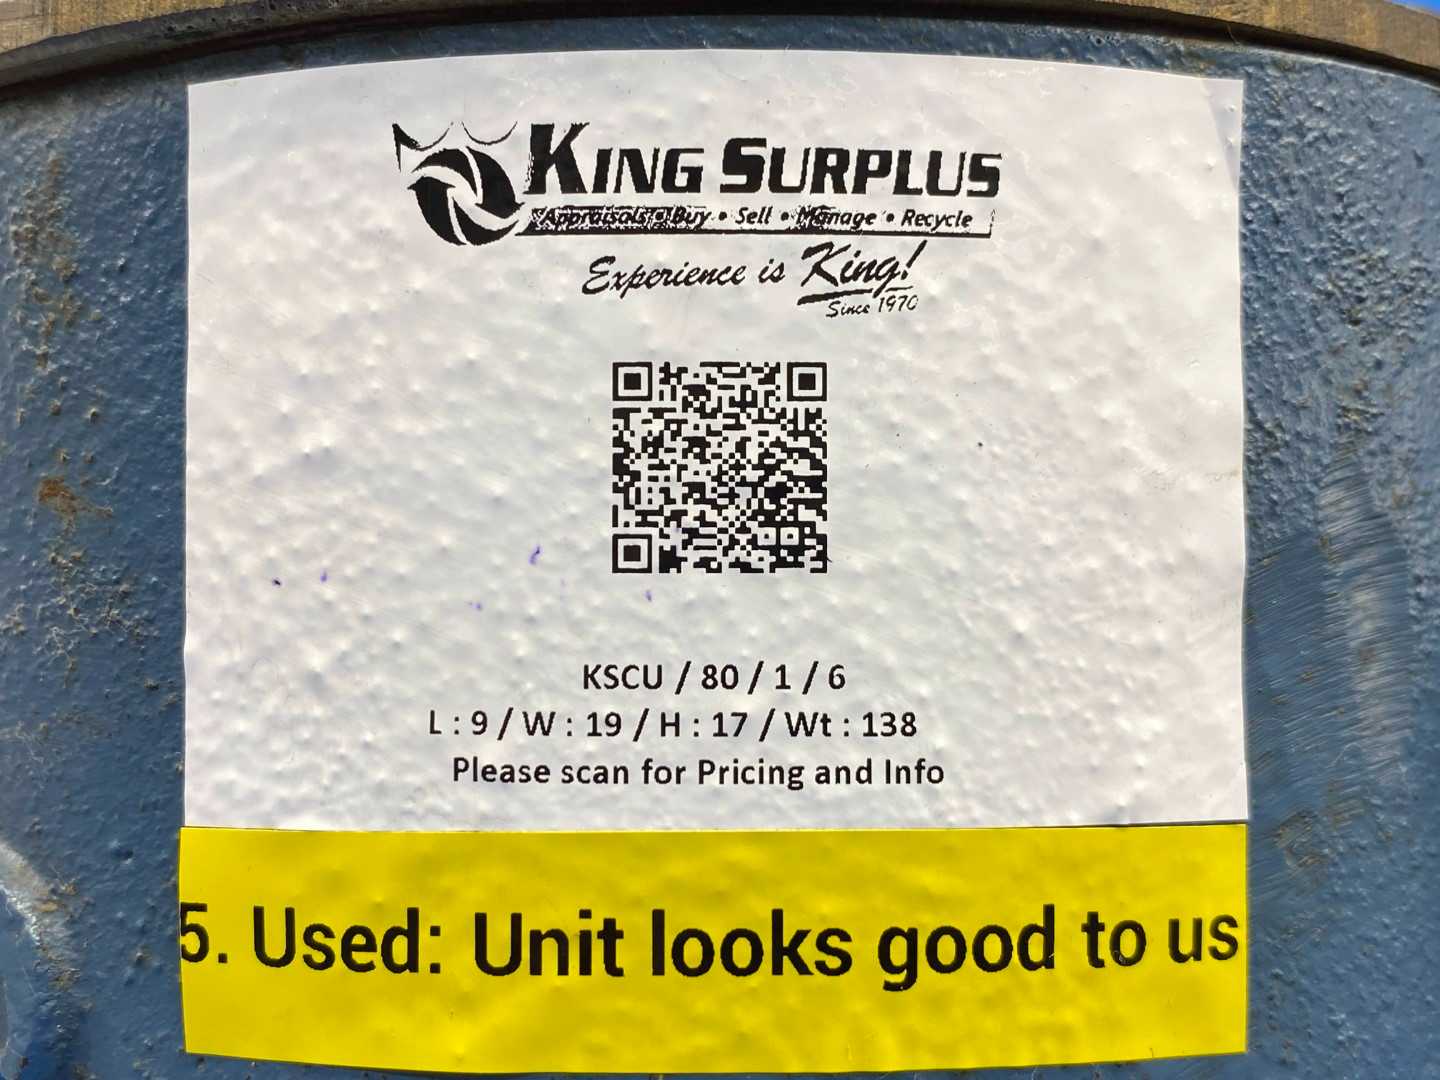 KING SURPLUS
Appraisals • Buy • Sell • Manage • Recycle
Experience is King!
Since 1970
KSCU / 80 / 1 / 6
L : 9 / W : 19 / H : 17 / Wt : 138
Please scan for Pricing and Info
5. Used: Unit looks good to us